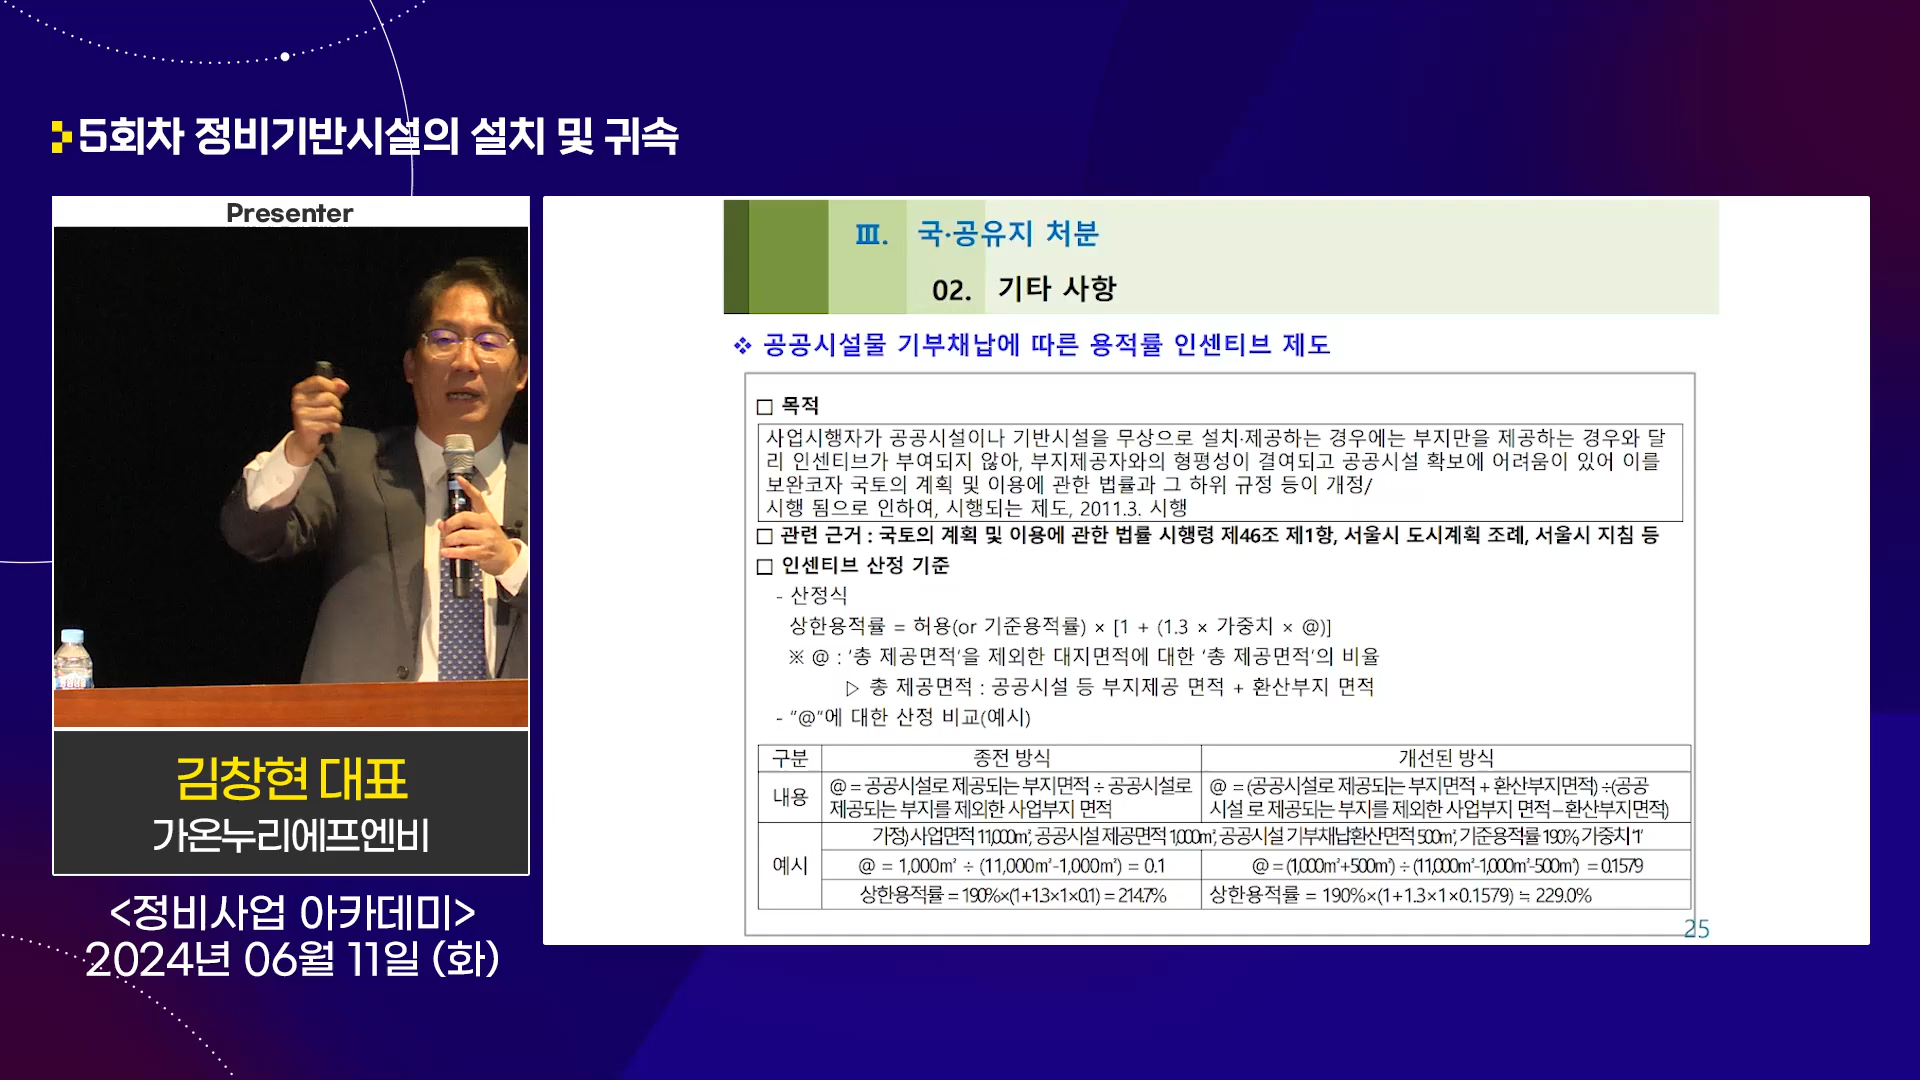 5회차 정비기반시설의 설치 및 귀속
Presenter
김창현 대표
가온누리에프엔비
<정비사업 아카데미>
2024년 06월 11일 (화)
Ⅲ. 국·공유지 처분
02. 기타 사항
❖ 공공시설물 기부채납에 따른 용적률 인센티브 제도
□ 목적
사업시행자가 공공시설이나 기반시설을 무상으로 설치·제공하는 경우에는 부지만을 제공하는 경우와 달
리 인센티브가 부여되지 않아, 부지제공자와의 형평성이 결여되고 공공시설 확보에 어려움이 있어 이를
보완코자 국토의 계획 및 이용에 관한 법률과 그 하위 규정 등이 개정/
시행 됨으로 인하여, 시행되는 제도, 2011.3. 시행
□ 관련 근거 : 국토의 계획 및 이용에 관한 법률 시행령 제46조 제1항, 서울시 도시계획 조례, 서울시 지침 등
□ 인센티브 산정 기준
- 산정식
상한용적률 = 허용(or 기준용적률) × [1 + (1.3 × 가중치 × @)]
※ @ : '총 제공면적'을 제외한 대지면적에 대한 '총 제공면적'의 비율
▷ 총 제공면적 : 공공시설 등 부지제공 면적 + 환산부지 면적
- “@”에 대한 산정 비교(예시)
구분 종전 방식 개선된 방식
내용
@ = 공공시설로 제공되는 부지면적 ÷ 공공시설로
제공되는 부지를 제외한 사업부지 면적
@ = (공공시설로 제공되는 부지면적 + 환산부지면적) ÷(공공
시설 로 제공되는 부지를 제외한 사업부지 면적 – 환산부지면적)
예시
가정) 사업면적 11,000㎡, 공공시설 제공면적 1,000㎡, 공공시설 기부채납환산면적 500㎡, 기준용적률 190%, 가중치 '1'
@ = 1,000㎡ ÷ (11,000㎡-1,000㎡) = 0.1
@ = (1,000㎡+500㎡) ÷ (11,000㎡-1,000㎡-500㎡) = 0.1579
상한용적률 = 190%×(1+1.3×1×0.1) = 214.7%
상한용적률 = 190%×(1+1.3×1×0.1579) ≒ 229.0%
25